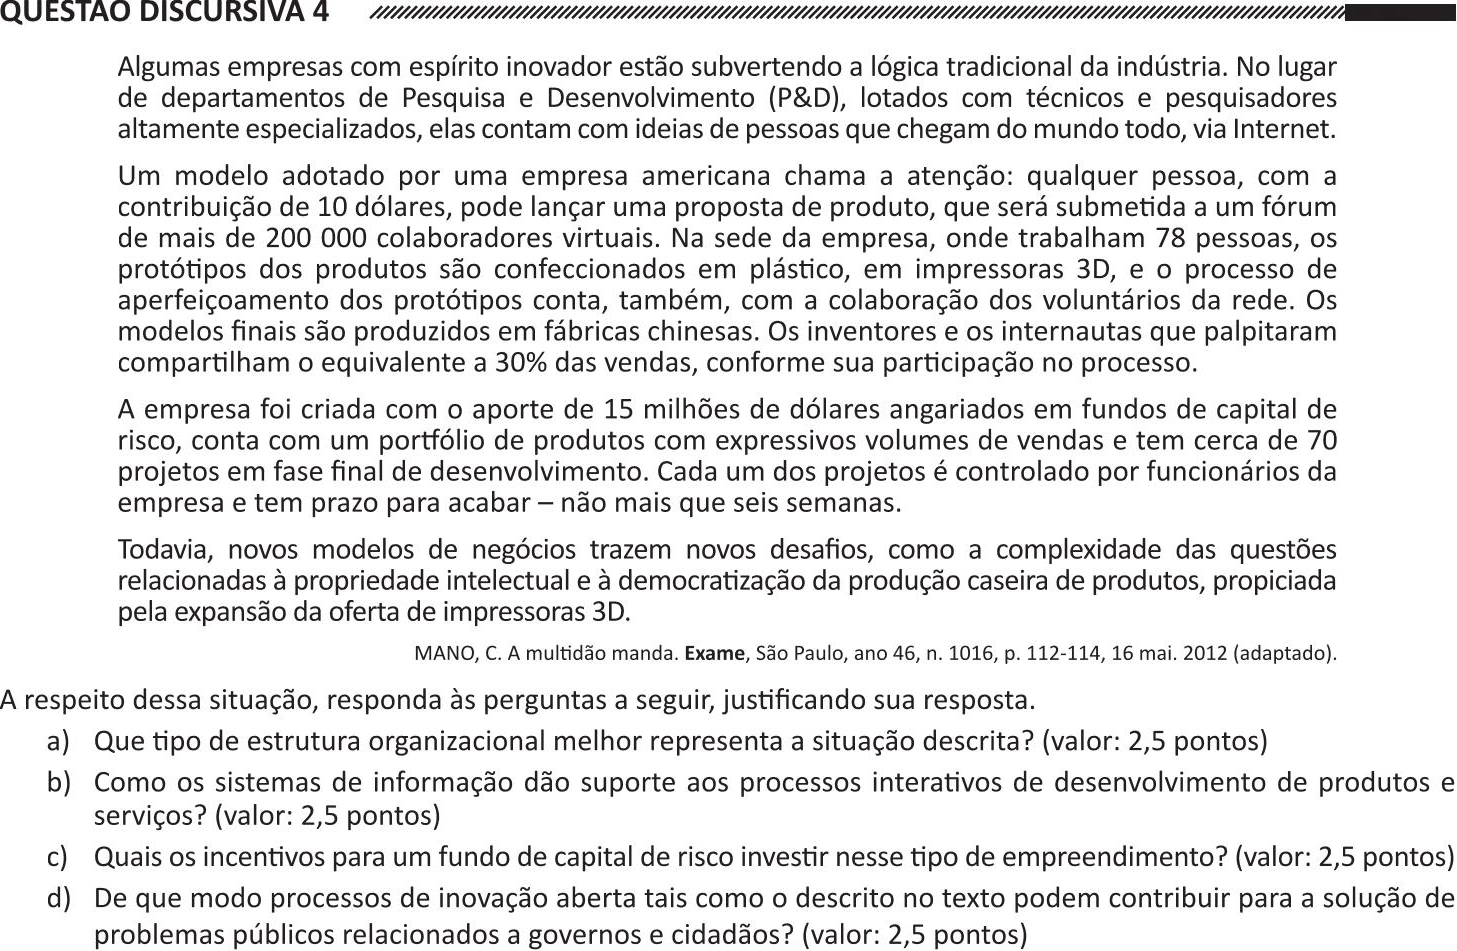 QUESTÃO DISCURSIVA 4
Algumas empresas com espírito inovador estão subvertendo a lógica tradicional da indústria. No lugar
de departamentos de Pesquisa e Desenvolvimento (P&D), lotados com técnicos e pesquisadores
altamente especializados, elas contam com ideias de pessoas que chegam do mundo todo, via Internet.
Um modelo adotado por uma empresa americana chama a atenção: qualquer pessoa, com a
contribuição de 10 dólares, pode lançar uma proposta de produto, que será submetida a um fórum
de mais de 200 000 colaboradores virtuais. Na sede da empresa, onde trabalham 78 pessoas, os
protótipos dos produtos são confeccionados em plástico, em impressoras 3D, e o processo de
aperfeiçoamento dos protótipos conta, também, com a colaboração dos voluntários da rede. Os
modelos finais são produzidos em fábricas chinesas. Os inventores e os internautas que palpitaram
compartilham o equivalente a 30% das vendas, conforme sua participação no processo.
A empresa foi criada com o aporte de 15 milhões de dólares angariados em fundos de capital de
risco, conta com um portfólio de produtos com expressivos volumes de vendas e tem cerca de 70
projetos em fase final de desenvolvimento. Cada um dos projetos é controlado por funcionários da
empresa e tem prazo para acabar – não mais que seis semanas.
Todavia, novos modelos de negócios trazem novos desafios, como a complexidade das questões
relacionadas à propriedade intelectual e à democratização da produção caseira de produtos, propiciada
pela expansão da oferta de impressoras 3D.
MANO, C. A multidão manda. Exame, São Paulo, ano 46, n. 1016, p. 112-114, 16 mai. 2012 (adaptado).
A respeito dessa situação, responda às perguntas a seguir, justificando sua resposta.
a) Que tipo de estrutura organizacional melhor representa a situação descrita? (valor: 2,5 pontos)
b) Como os sistemas de informação dão suporte aos processos interativos de desenvolvimento de produtos e
serviços? (valor: 2,5 pontos)
c) Quais os incentivos para um fundo de capital de risco investir nesse tipo de empreendimento? (valor: 2,5 pontos)
d) De que modo processos de inovação aberta tais como o descrito no texto podem contribuir para a solução de
problemas públicos relacionados a governos e cidadãos? (valor: 2,5 pontos)